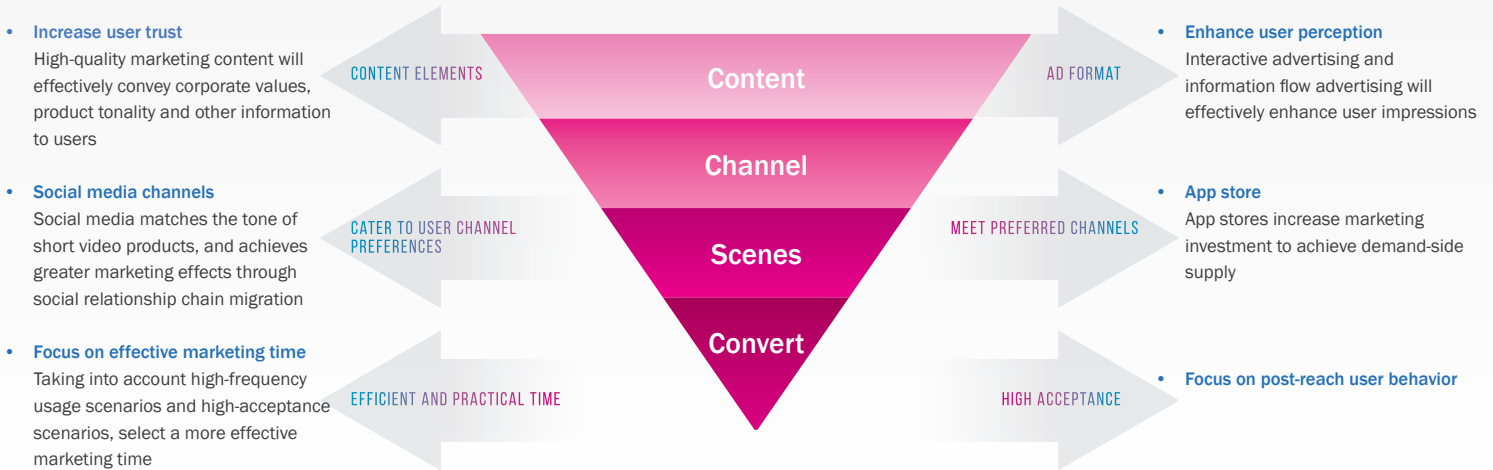 • Increase user trust
High-quality marketing content will
effectively convey corporate values,
product tonality and other information
to users
• Social media channels
Social media matches the tone of
short video products, and achieves
greater marketing effects through
social relationship chain migration
• Focus on effective marketing time
Taking into account high-frequency
usage scenarios and high-acceptance
scenarios, select a more effective
marketing time
CONTENT ELEMENTS
CATER TO USER CHANNEL
PREFERENCES
EFFICIENT AND PRACTICAL TIME
Content
Channel
Scenes
Convert
AD FORMAT
MEET PREFERRED CHANNELS
HIGH ACCEPTANCE
• Enhance user perception
Interactive advertising and
information flow advertising will
effectively enhance user impressions
• App store
App stores increase marketing
investment to achieve demand-side
supply
• Focus on post-reach user behavior